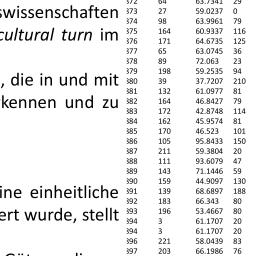 swissenschaften
cultural turn im
, die in und mit
kennen und zu
ine einheitliche
ert wurde, stellt
372 64 63.7341 29
373 27 59.0237 0
374 98 63.9961 79
375 164 60.9337 116
376 171 64.6735 125
377 65 63.0745 36
378 89 72.063 23
379 198 59.2535 94
380 39 37.7207 210
381 132 61.0977 81
382 164 46.8427 79
383 172 42.8748 114
384 162 45.9574 81
385 170 46.523 101
386 105 95.8433 150
387 211 59.3804 20
388 111 93.6079 47
389 143 71.1446 59
390 159 44.9097 130
391 139 68.6897 188
392 183 66.343 80
393 196 53.4667 80
394 3 61.1707 20
394 3 61.1707 20
396 221 58.0439 83
397 203 66.1986 76